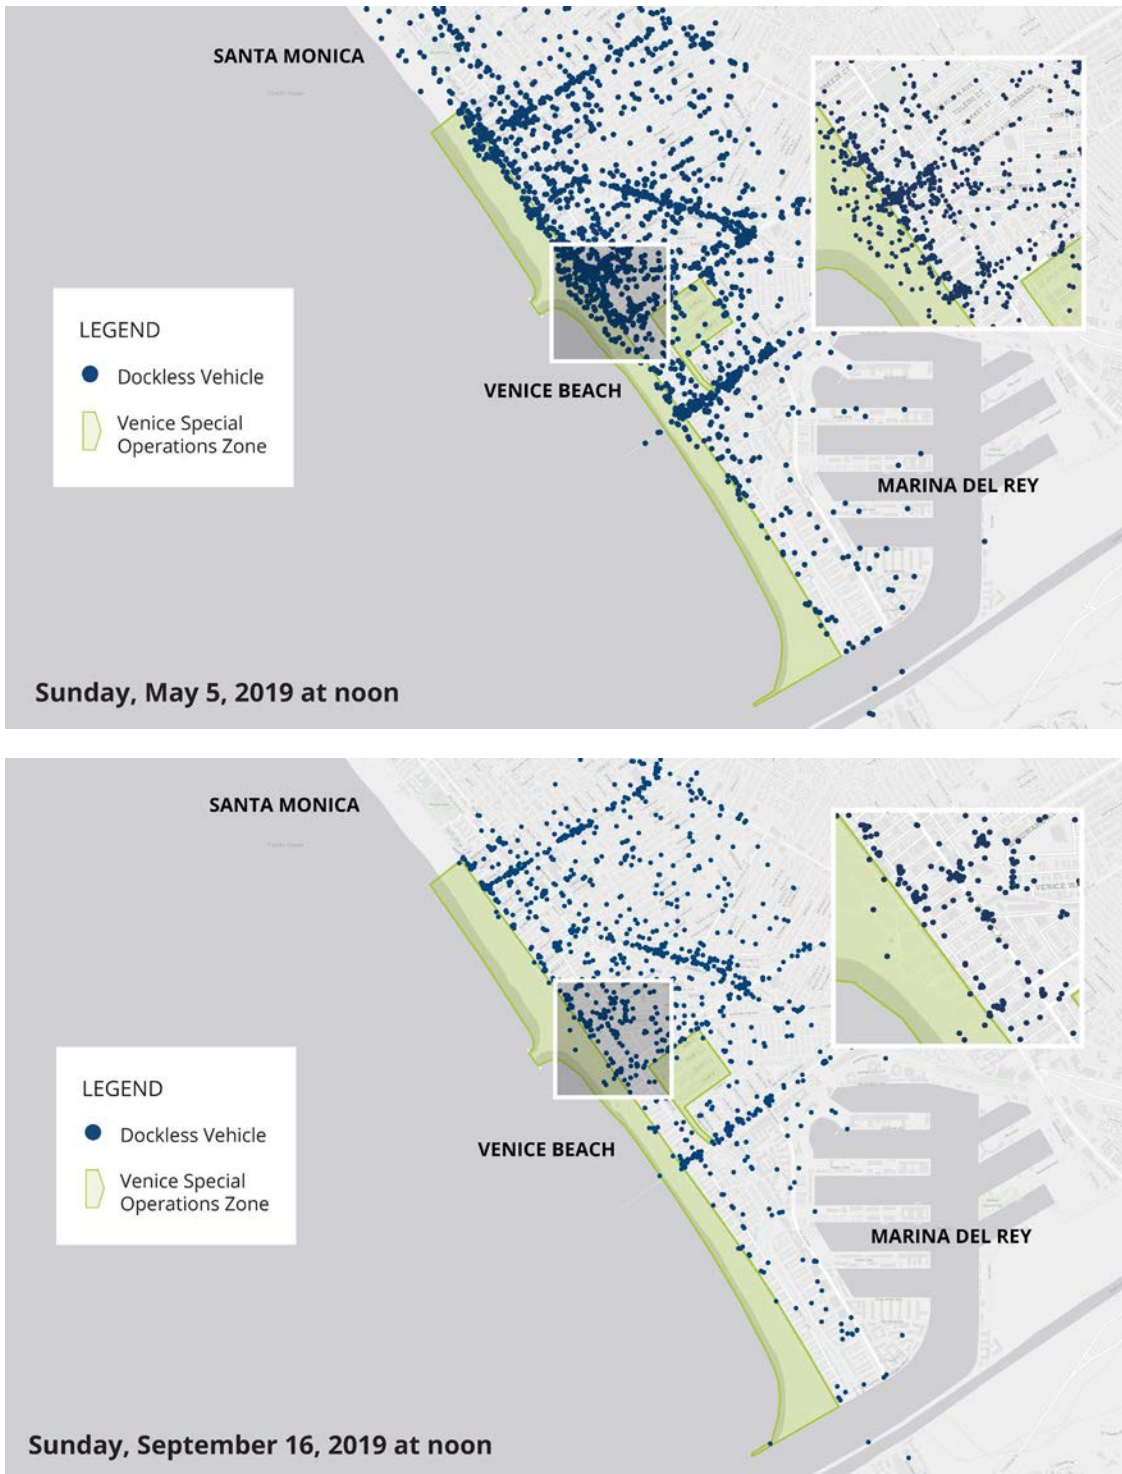 SANTA MONICA
LEGEND
Dockless Vehicle
Venice Special
Operations Zone
VENICE BEACH
MARINA DEL REY
Sunday, May 5, 2019 at noon
SANTA MONICA
VENICE WA
LEGEND
Dockless Vehicle
Venice Special
Operations Zone
VENICE BEACH
MARINA DEL REY
Sunday, September 16, 2019 at noon